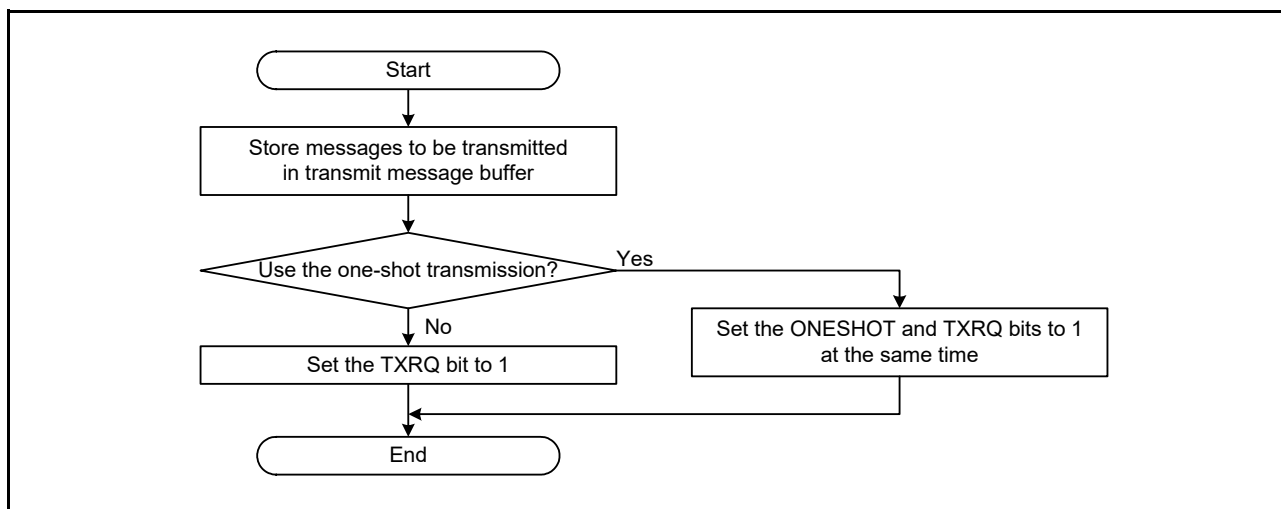 Start
Store messages to be transmitted
in transmit message buffer
Use the one-shot transmission?
Yes
No
Set the ONESHOT and TXRQ bits to 1
at the same time
Set the TXRQ bit to 1
End